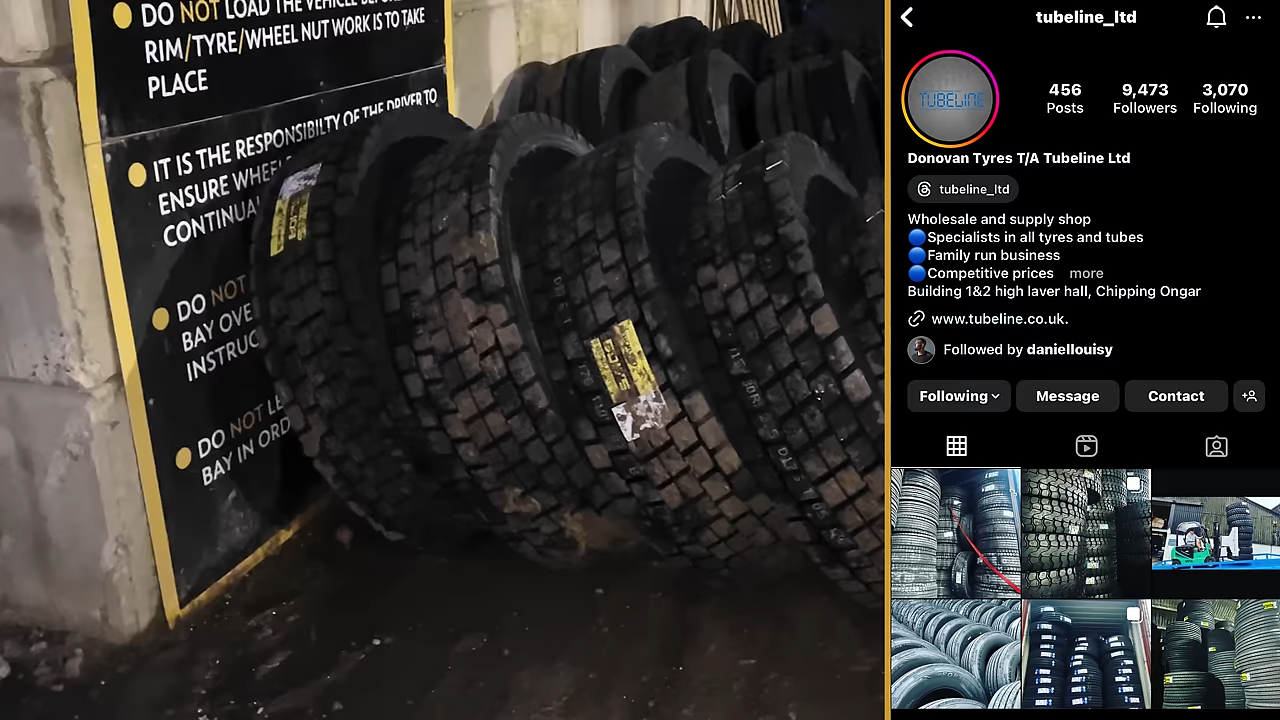 DO NOT LOAD THE VEHICLE BEFORE
RIM/TYRE/WHEEL NUT WORK IS TO TAKE
PLACE
IT IS THE RESPONSIBILTY OF THE DRIVER TO
ENSURE WHEEL
CONTINUAL
DO NOT
BAY OVE
INSTRUC
DO NOT LE
BAY IN ORD
tubeline_ltd
TUBELINE
456
9,473
3,070
Posts
Followers
Following
Donovan Tyres T/A Tubeline Ltd
tubeline_ltd
Wholesale and supply shop
Specialists in all tyres and tubes
Family run business
Competitive prices more
Building 1&2 high laver hall, Chipping Ongar
www.tubeline.co.uk.
Followed by daniellouisy
Following
Message
Contact